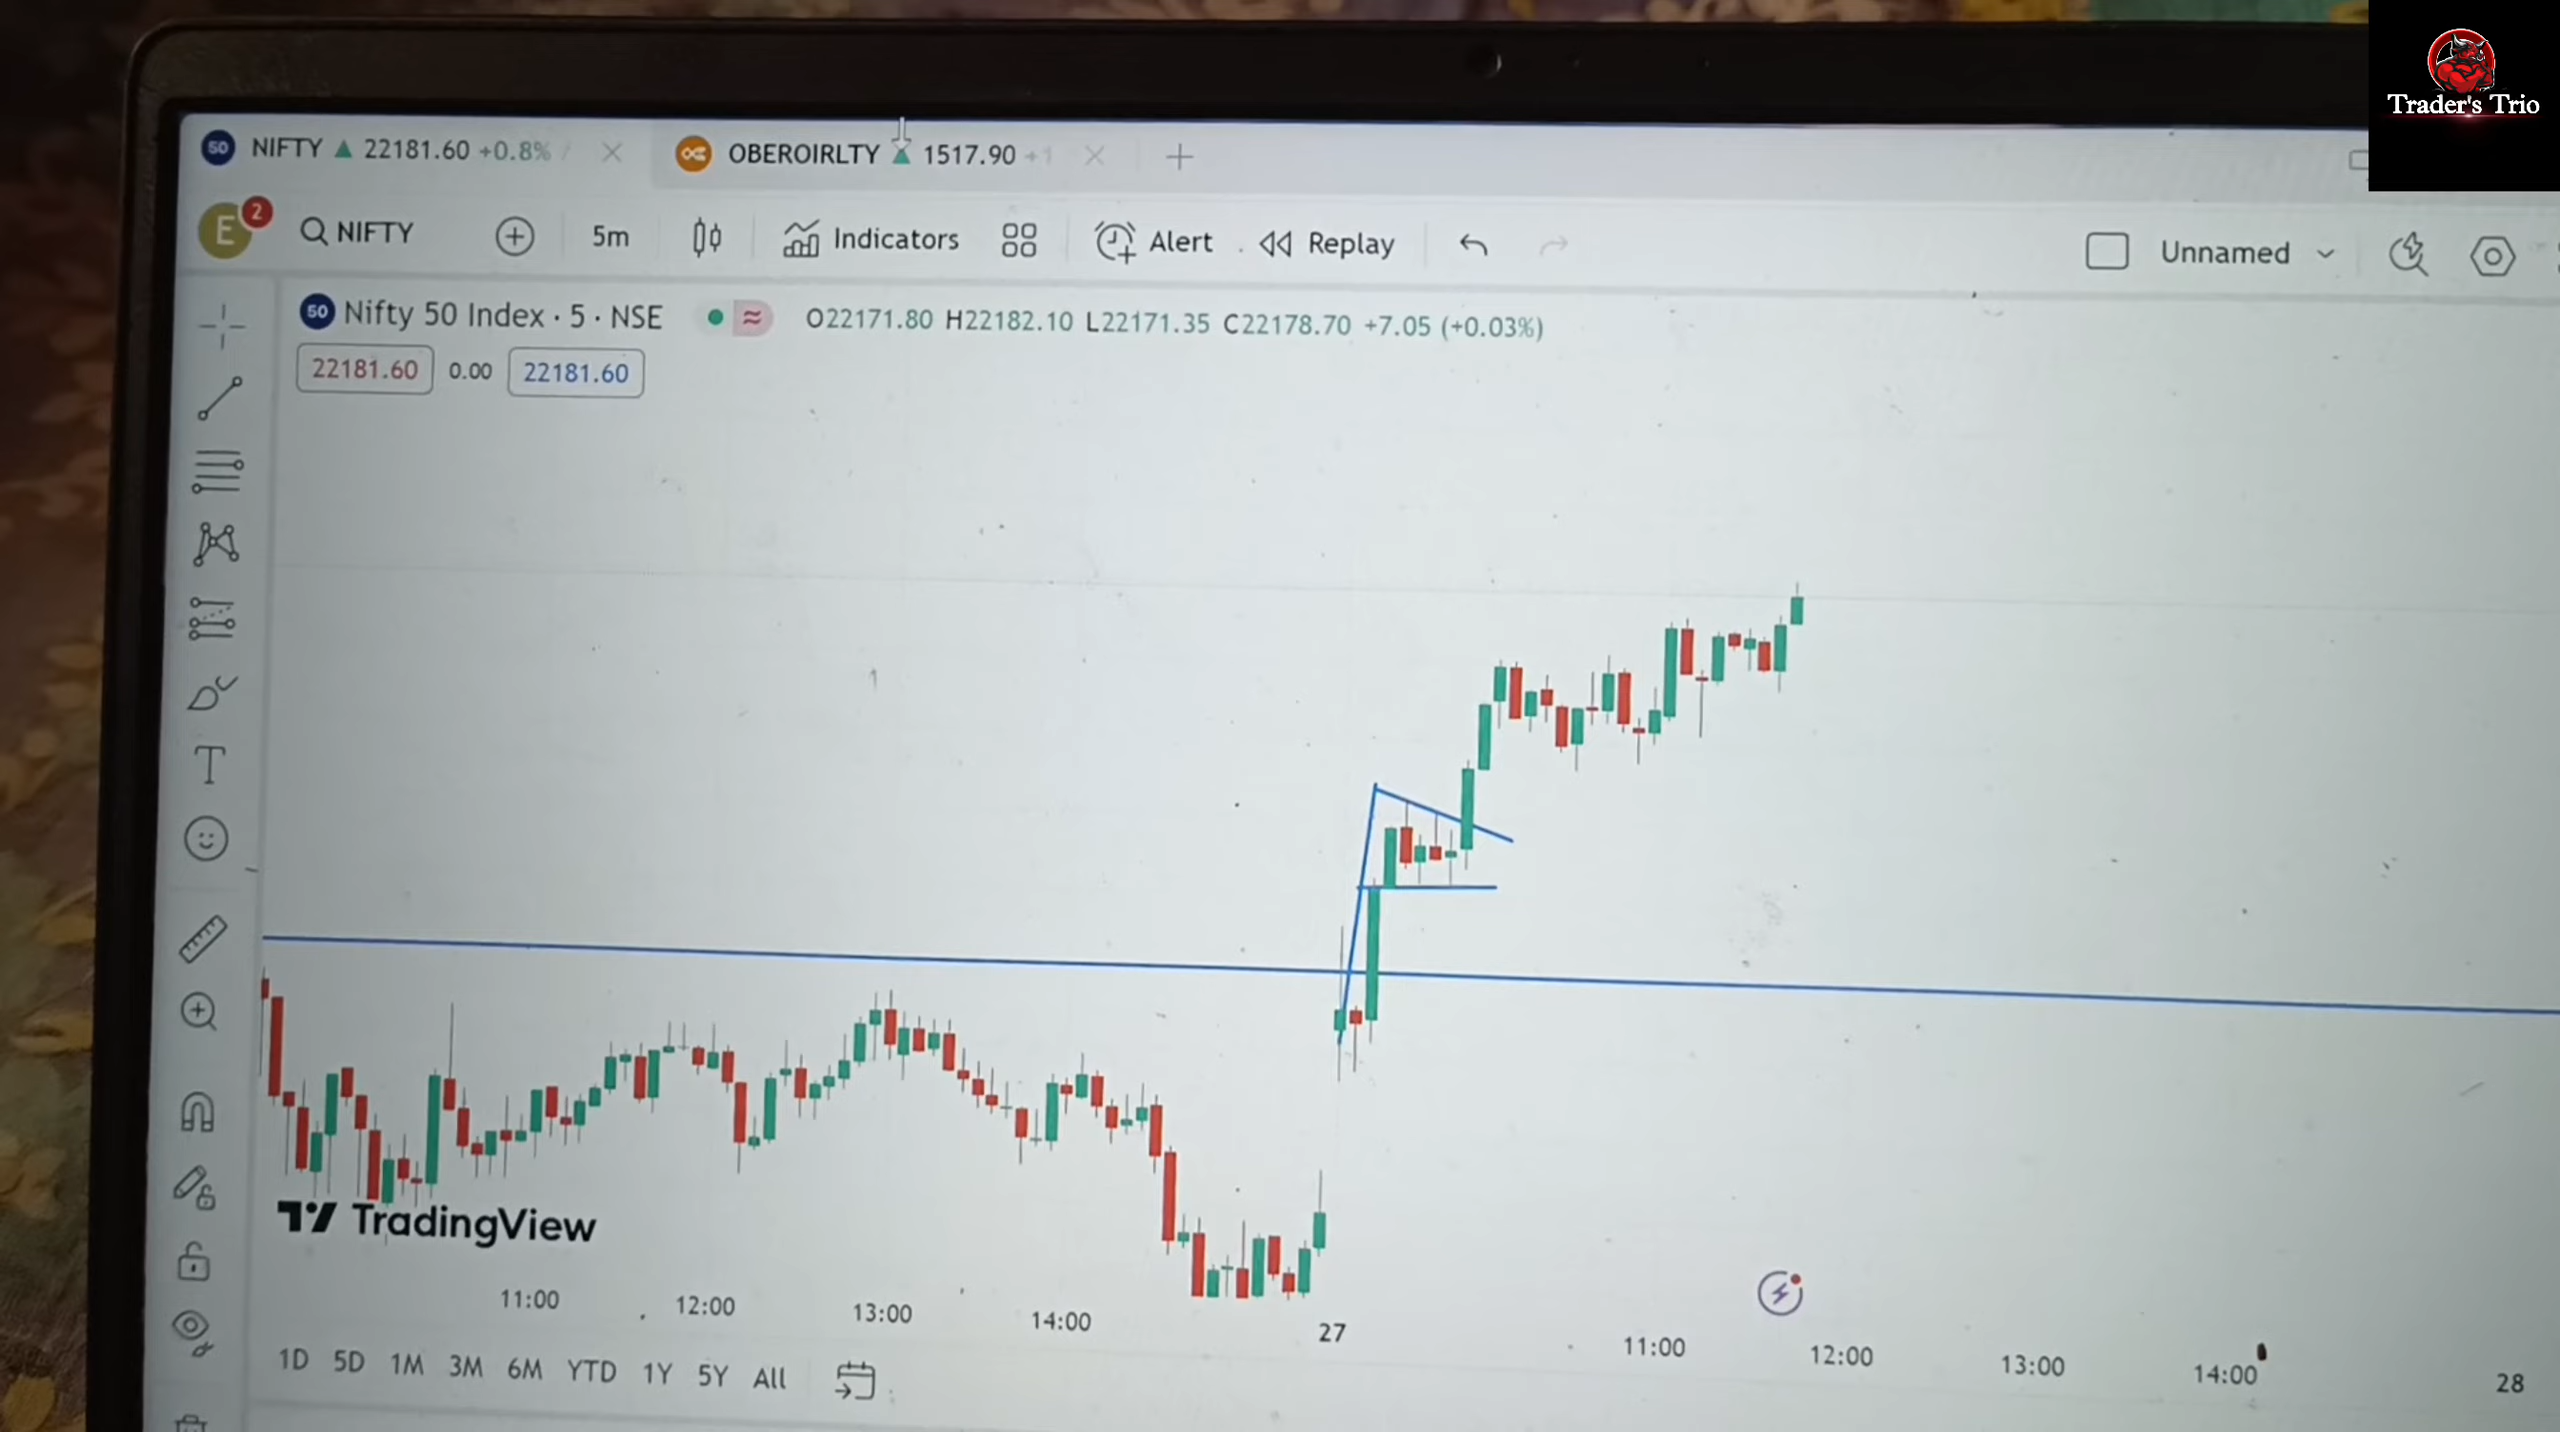 Trader's Trio
50 NIFTY 22181.60 +0.8%
OBEROIRLTY 1517.90 +1
E 2 NIFTY 5m Indicators Alert Replay Unnamed
50 Nifty 50 Index · 5 · NSE O22171.80 H22182.10 L22171.35 C22178.70 +7.05 (+0.03%)
22181.60 0.00 22181.60
T
TradingView
11:00 12:00 13:00 14:00 27 11:00 12:00 13:00 14:00 28
1D 5D 1M 3M 6M YTD 1Y 5Y All